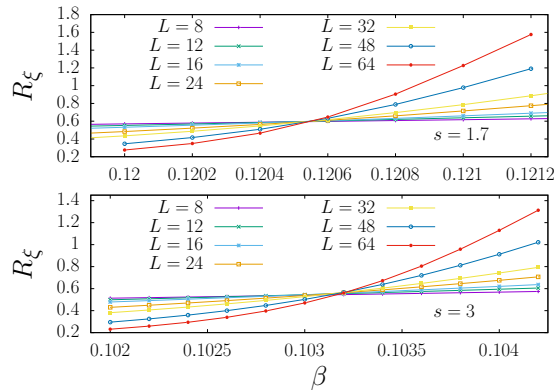 1.8
1.6
1.4
1.2
1
0.8
0.6
0.4
0.2
R_ξ
L = 8
L = 12
L = 16
L = 24
L = 32
L = 48
L = 64
s = 1.7
0.12 0.1202 0.1204 0.1206 0.1208 0.121 0.1212
1.4
1.2
1
0.8
0.6
0.4
0.2
R_ξ
L = 8
L = 12
L = 16
L = 24
L = 32
L = 48
L = 64
s = 3
0.102 0.1025 0.103 0.1035 0.104
β